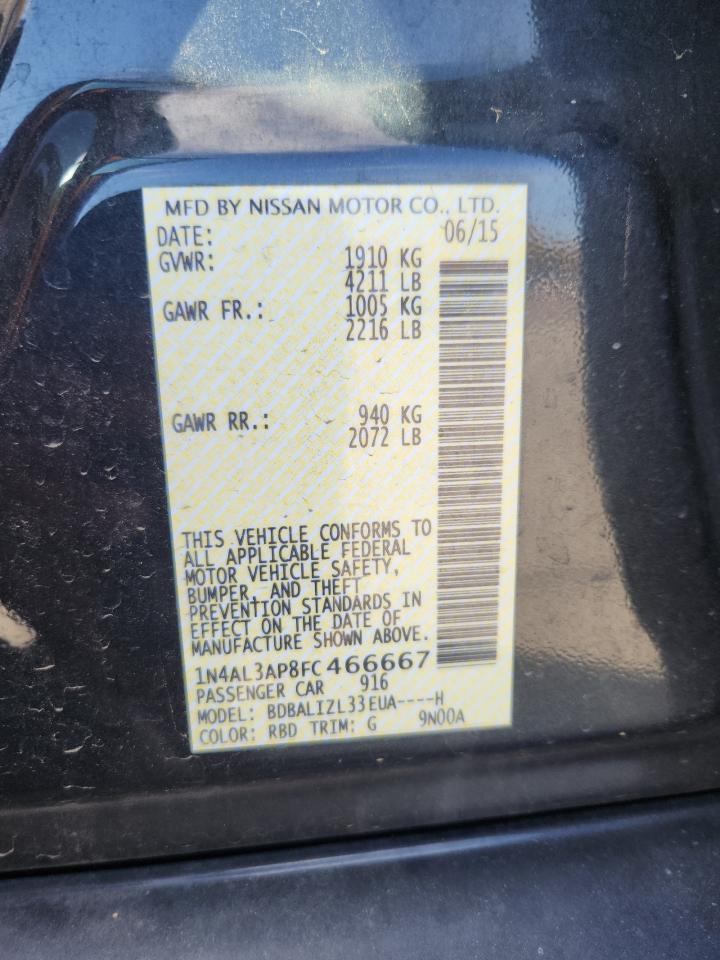 MFD BY NISSAN MOTOR CO., LTD.
DATE: 06/15
GVWR: 1910 KG
4211 LB
GAWR FR.: 1005 KG
2216 LB
GAWR RR.: 940 KG
2072 LB
THIS VEHICLE CONFORMS TO
ALL APPLICABLE FEDERAL
MOTOR VEHICLE SAFETY,
BUMPER, AND THEFT
PREVENTION STANDARDS IN
EFFECT ON THE DATE OF
MANUFACTURE SHOWN ABOVE.
1N4AL3AP8FC466667
PASSENGER CAR 916
MODEL: BDBALIZL33EUA----H
COLOR: RBD TRIM: G 9N00A